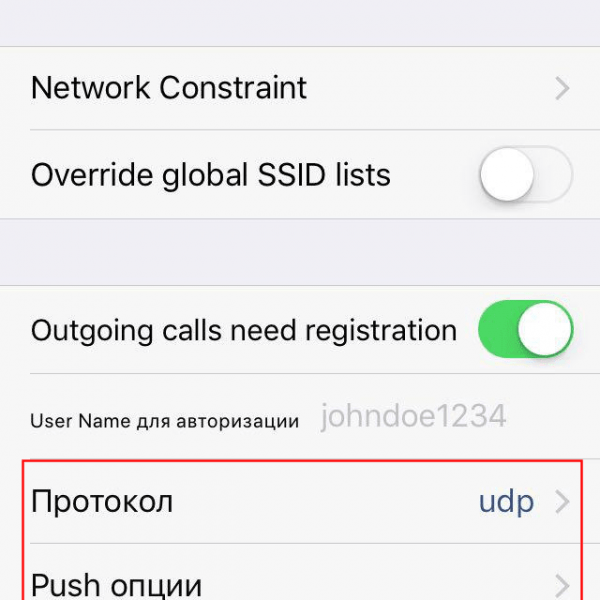 Network Constraint
Override global SSID lists
Outgoing calls need registration
User Name для авторизации johndoe1234
Протокол udp
Push опции